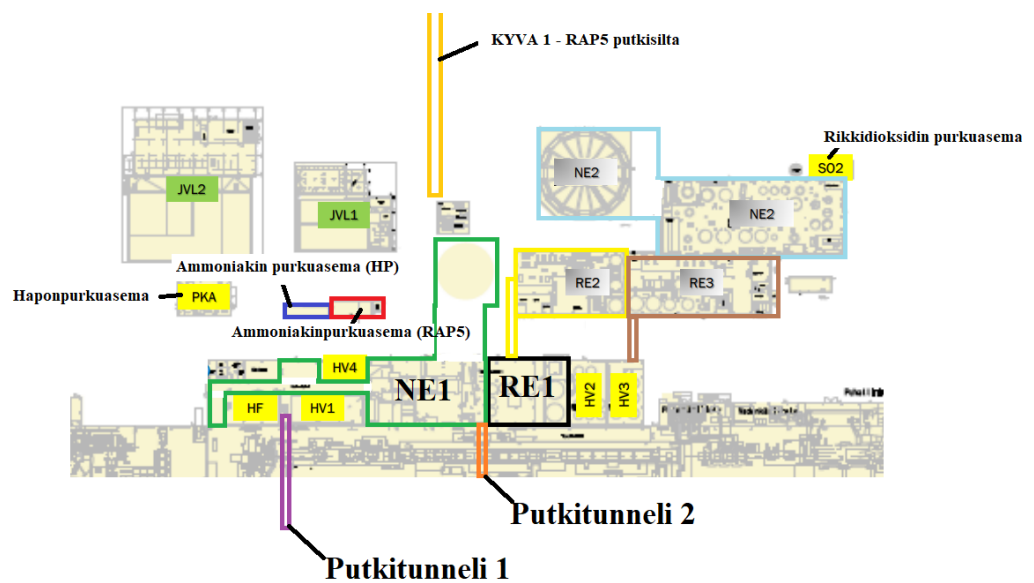 KYVA 1 - RAP5 putkisilta
Rikkidioksidin purkuasema
SO2
NE2
JVL2
JVL1
NE2
Ammoniakin purkuasema (HP)
RE2
RE3
Haponpurkuasema
PKA
Ammoniakinpurkuasema (RAP5)
HV4
NE1
RE1
HV2
HV3
HF
HV1
Putkitunneli 2
Putkitunneli 1